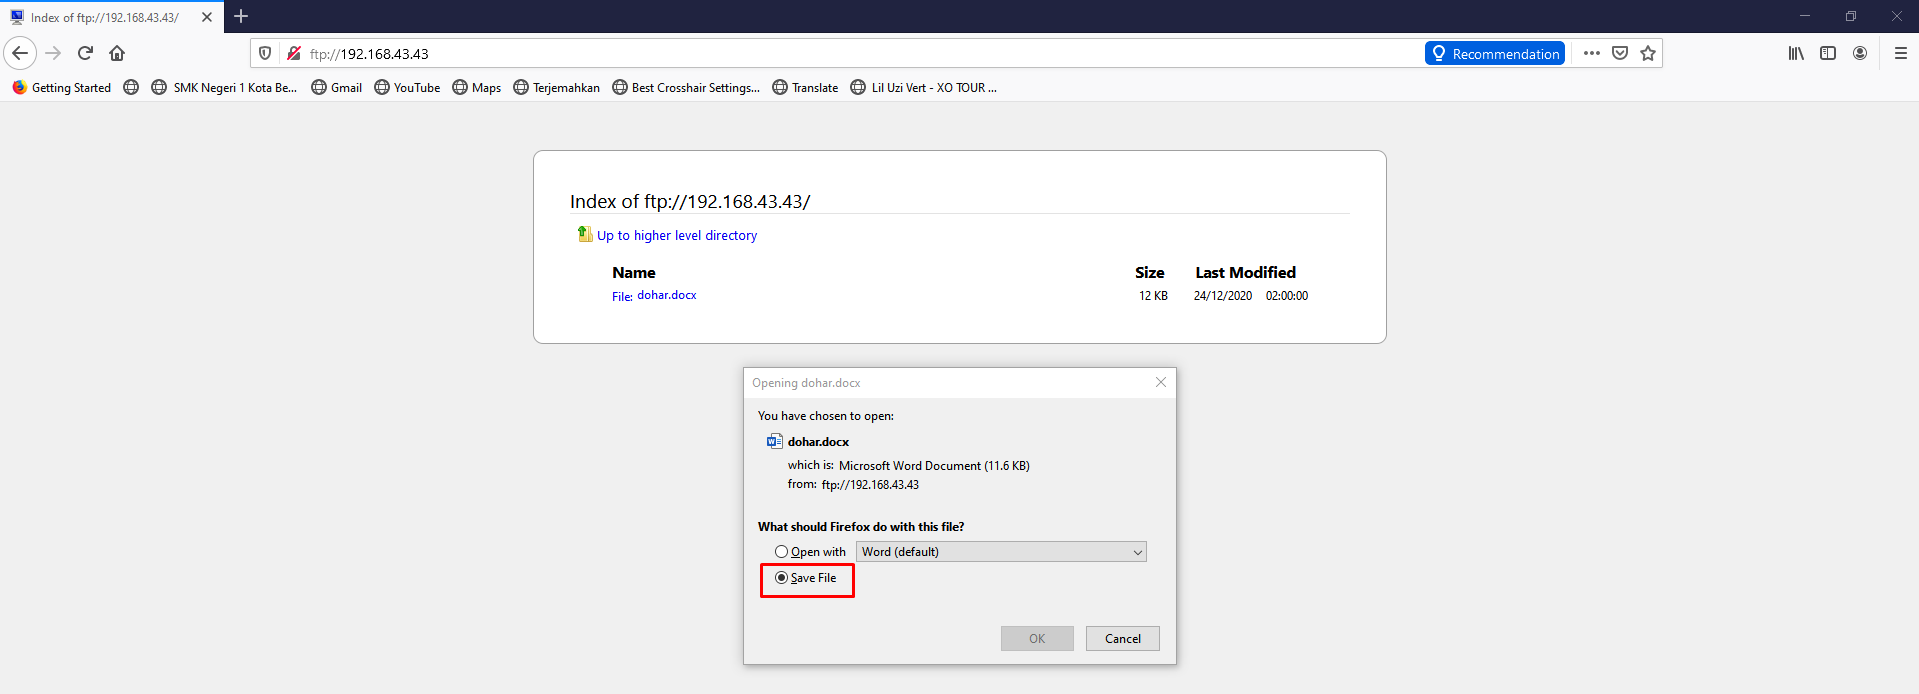 Index of ftp://192.168.43.43/
ftp://192.168.43.43
Recommendation
Getting Started SMK Negeri 1 Kota Be... Gmail YouTube Maps Terjemahkan Best Crosshair Settings... Translate Lil Uzi Vert - XO TOUR ...
Index of ftp://192.168.43.43/
Up to higher level directory
Name Size Last Modified
File: dohar.docx 12 KB 24/12/2020 02:00:00
Opening dohar.docx
You have chosen to open:
dohar.docx
which is: Microsoft Word Document (11.6 KB)
from: ftp://192.168.43.43
What should Firefox do with this file?
Open with Word (default)
Save File
OK Cancel